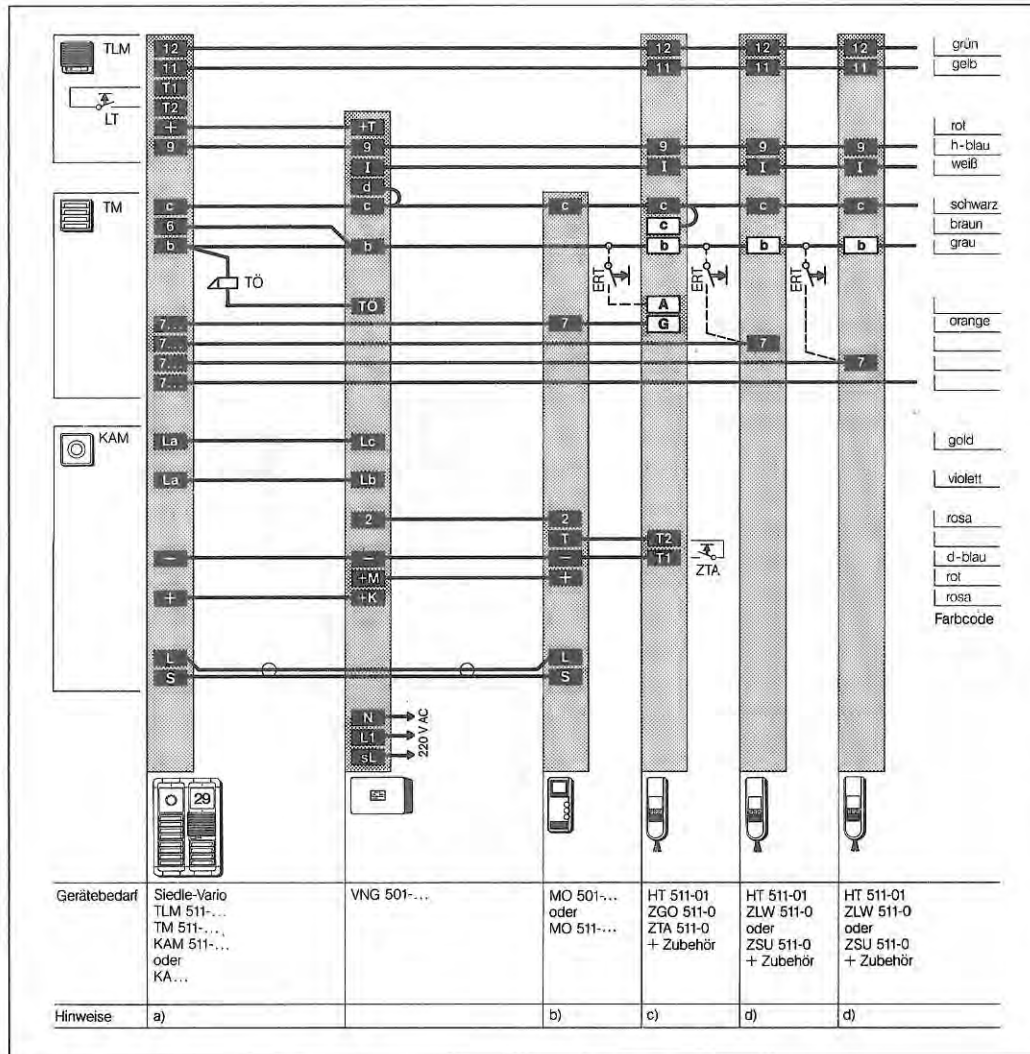 TLM 12 12 12 12 grün
11 11 11 11 gelb
T1
LT T2
+ +T rot
9 9 9 9 9 h-blau
I I I I weiß
d
TM c c c c c c schwarz
6 c braun
b b b b b grau
TÖ ERT ERT ERT
TÖ A
7... 7 G orange
7... 7
7... 7
7...
KAM La Lc gold
La Lb violett
2 2 rosa
T T2
– – – T1 ZTA d-blau
+M + rot
+ +K rosa
Farbcode
L L
S S
N
L1 220 V AC
sL
29
Gerätebedarf Siedle-Vario VNG 501-... MO 501-... HT 511-01 HT 511-01 HT 511-01
TLM 511-... oder ZGO 511-0 ZLW 511-0 ZLW 511-0
TM 511-... MO 511-... ZTA 511-0 oder oder
KAM 511-... + Zubehör ZSU 511-0 ZSU 511-0
oder + Zubehör + Zubehör
KA...
Hinweise a) b) c) d) d)